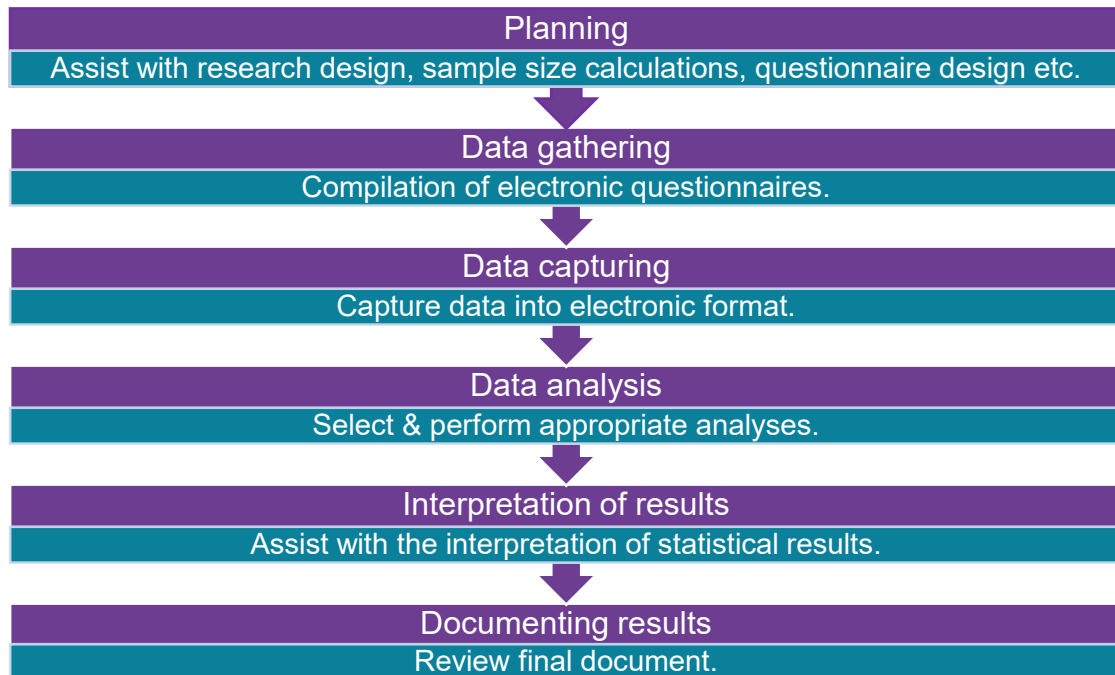 Planning
Assist with research design, sample size calculations, questionnaire design etc.
Data gathering
Compilation of electronic questionnaires.
Data capturing
Capture data into electronic format.
Data analysis
Select & perform appropriate analyses.
Interpretation of results
Assist with the interpretation of statistical results.
Documenting results
Review final document.